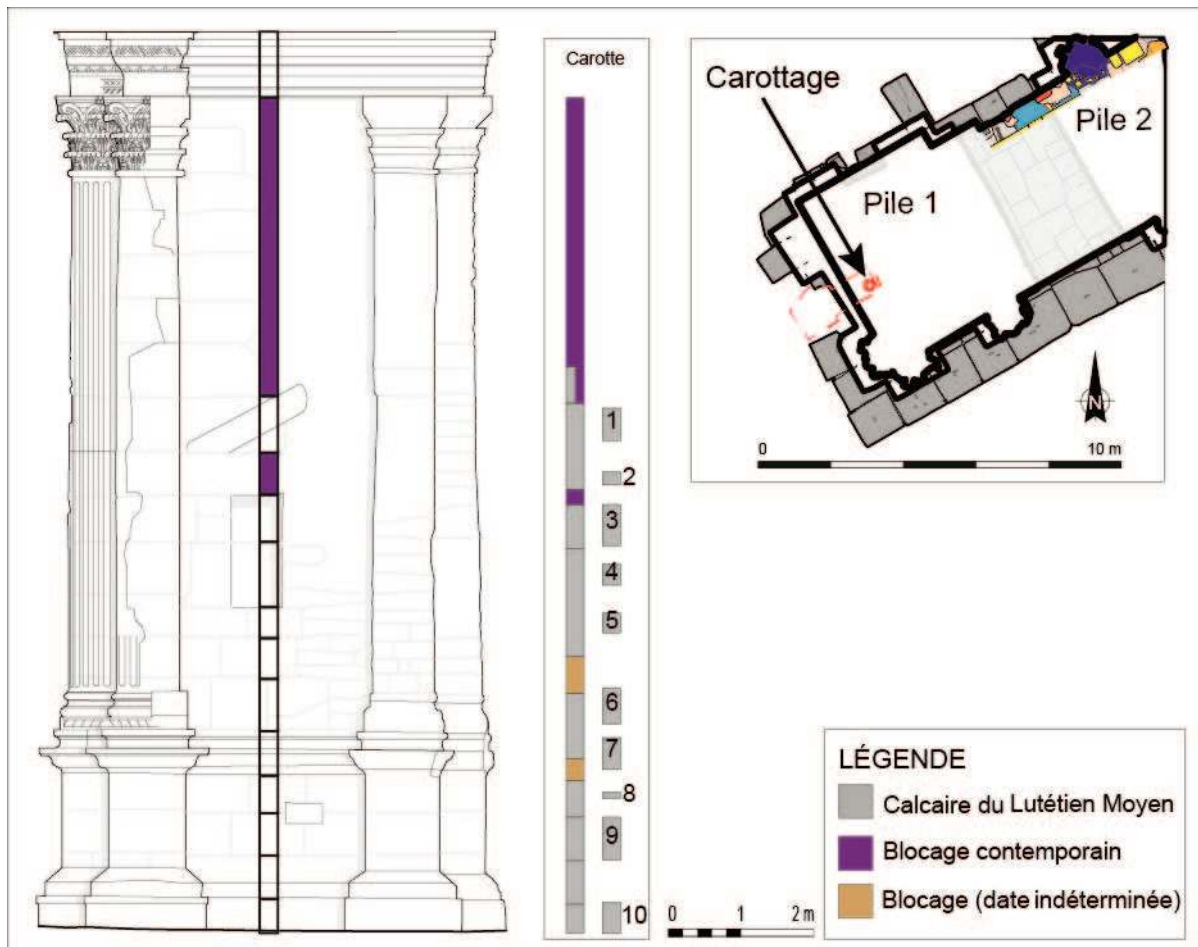 Carotte
1
2
3
4
5
6
7
8
9
10
0 1 2 m
Carottage
Pile 1
Pile 2
N
0 10 m
LÉGENDE
Calcaire du Lutétien Moyen
Blocage contemporain
Blocage (date indéterminée)